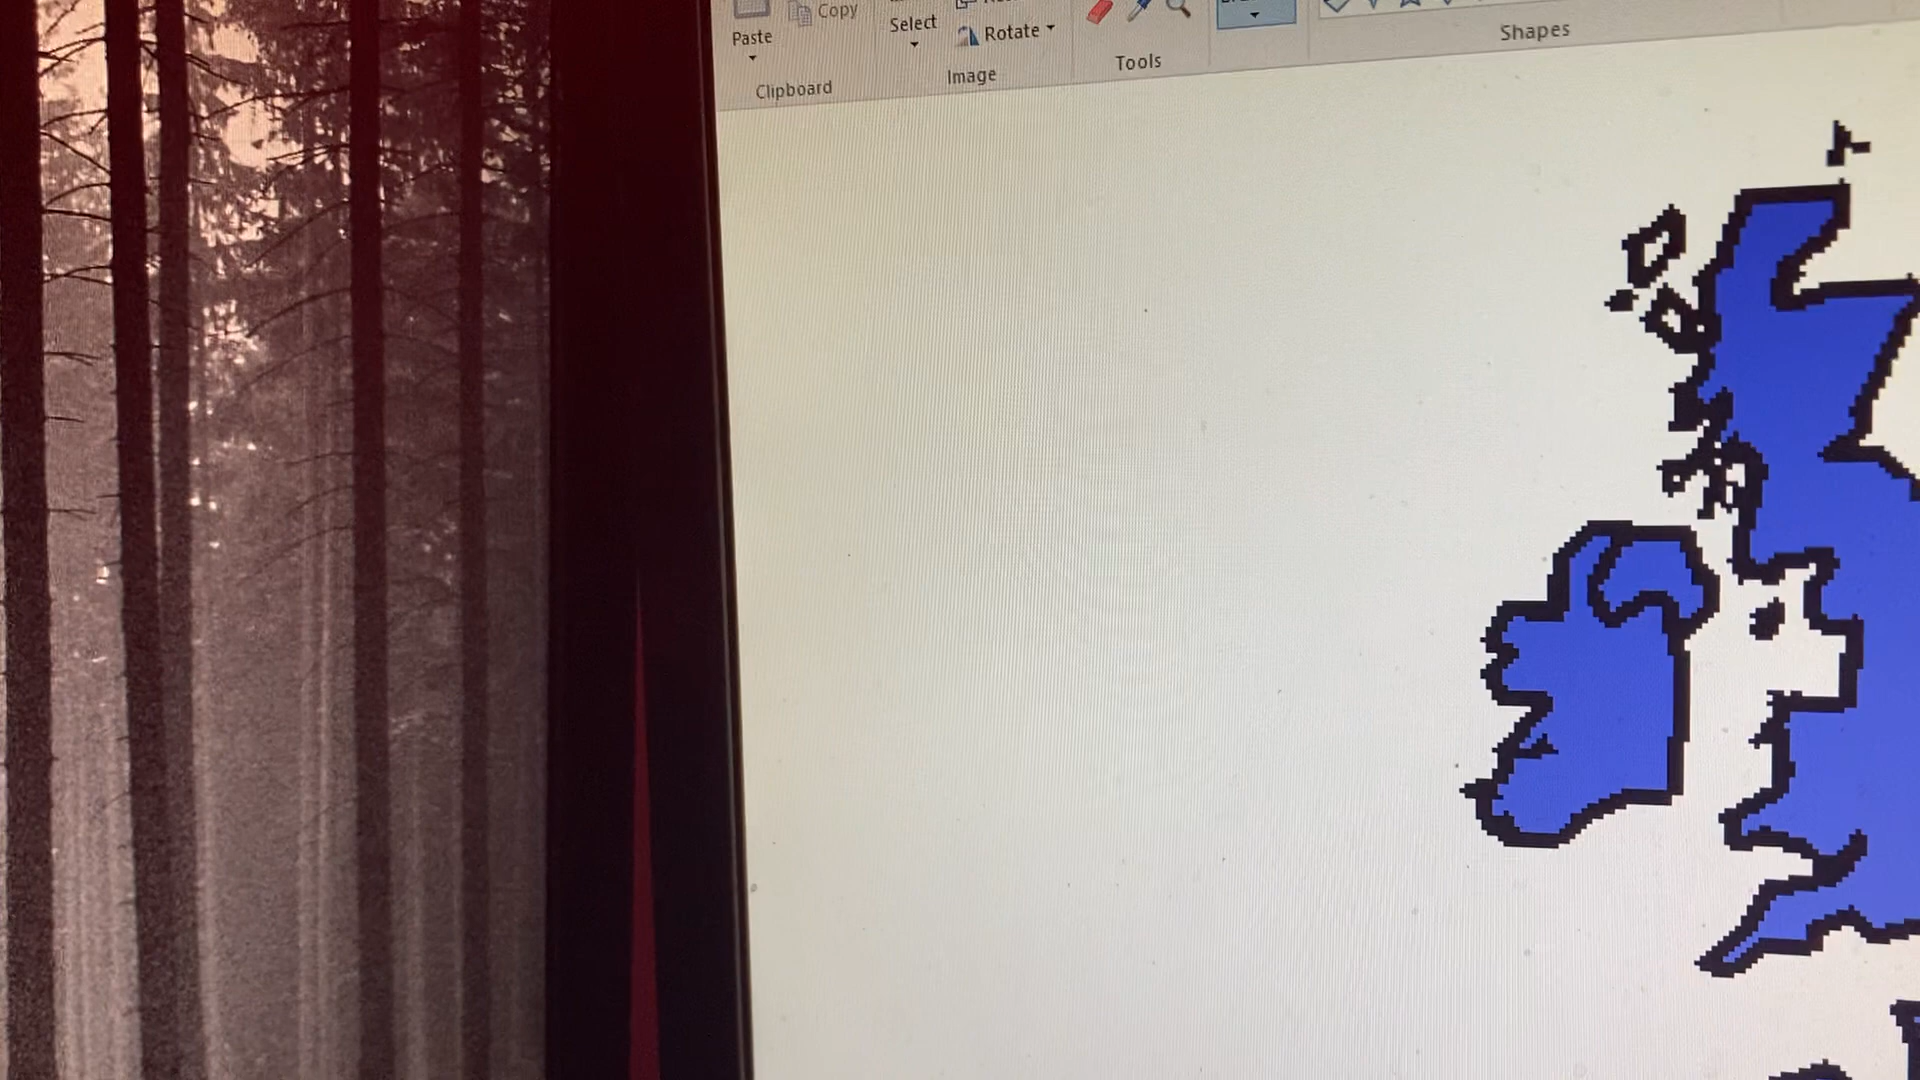 Copy
Paste
Select
Rotate
Clipboard
Image
Tools
Shapes